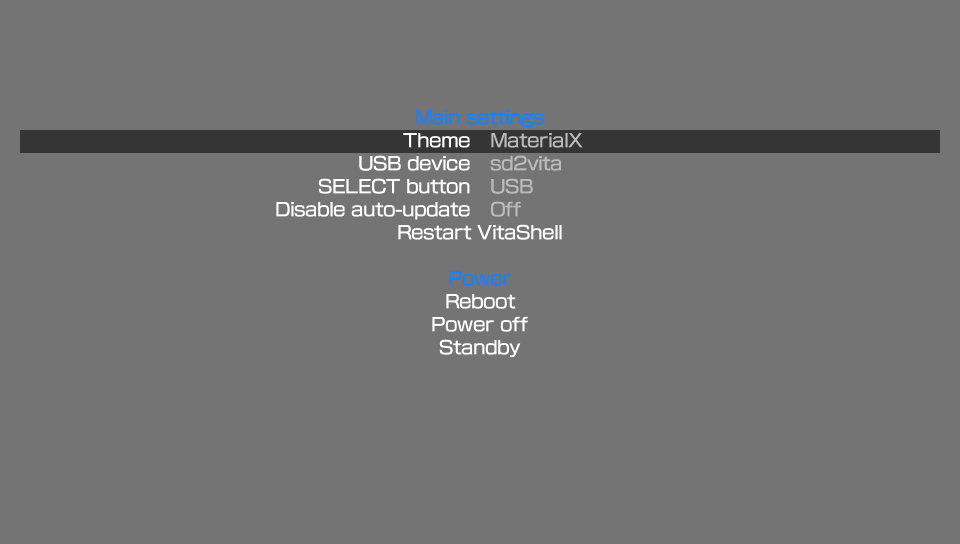 Main settings
Theme MaterialX
USB device sd2vita
SELECT button USB
Disable auto-update Off
Restart VitaShell
Power
Reboot
Power off
Standby